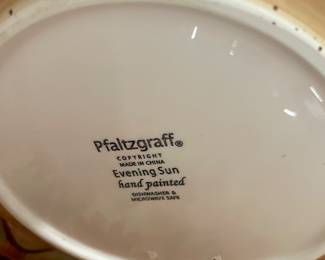 Pfaltzgraff®
COPYRIGHT
MADE IN CHINA
Evening Sun
hand painted
DISHWASHER &
MICROWAVE SAFE